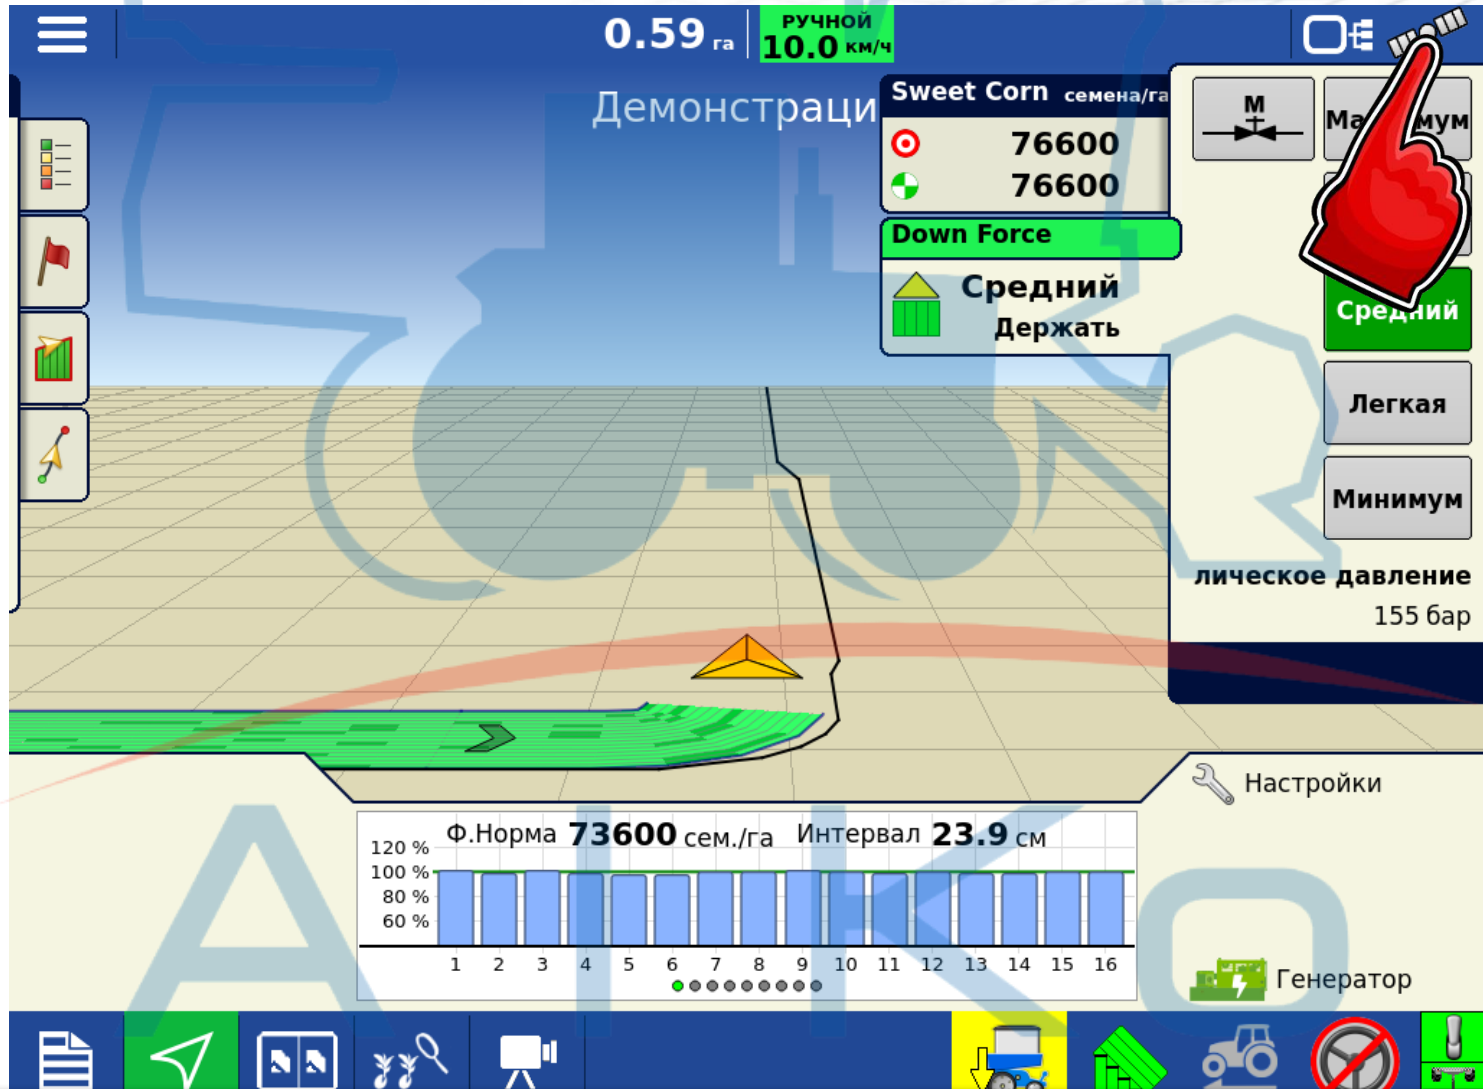 0.59 га
РУЧНОЙ
10.0 км/ч
Демонстраци
Sweet Corn семена/га
76600
76600
Down Force
Средний
Держать
M
Средний
Легкая
Минимум
лическое давление
155 бар
Настройки
Ф.Норма 73600 сем./га Интервал 23.9 см
120 %
100 %
80 %
60 %
1 2 3 4 5 6 7 8 9 10 11 12 13 14 15 16
Генератор
A I K O